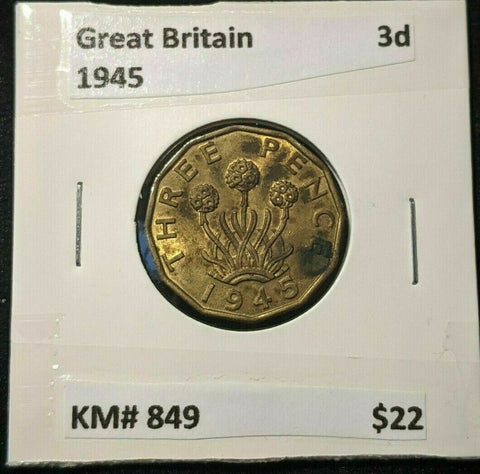 Great Britain 3d
1945
THREE PENCE
1945
KM# 849 $22